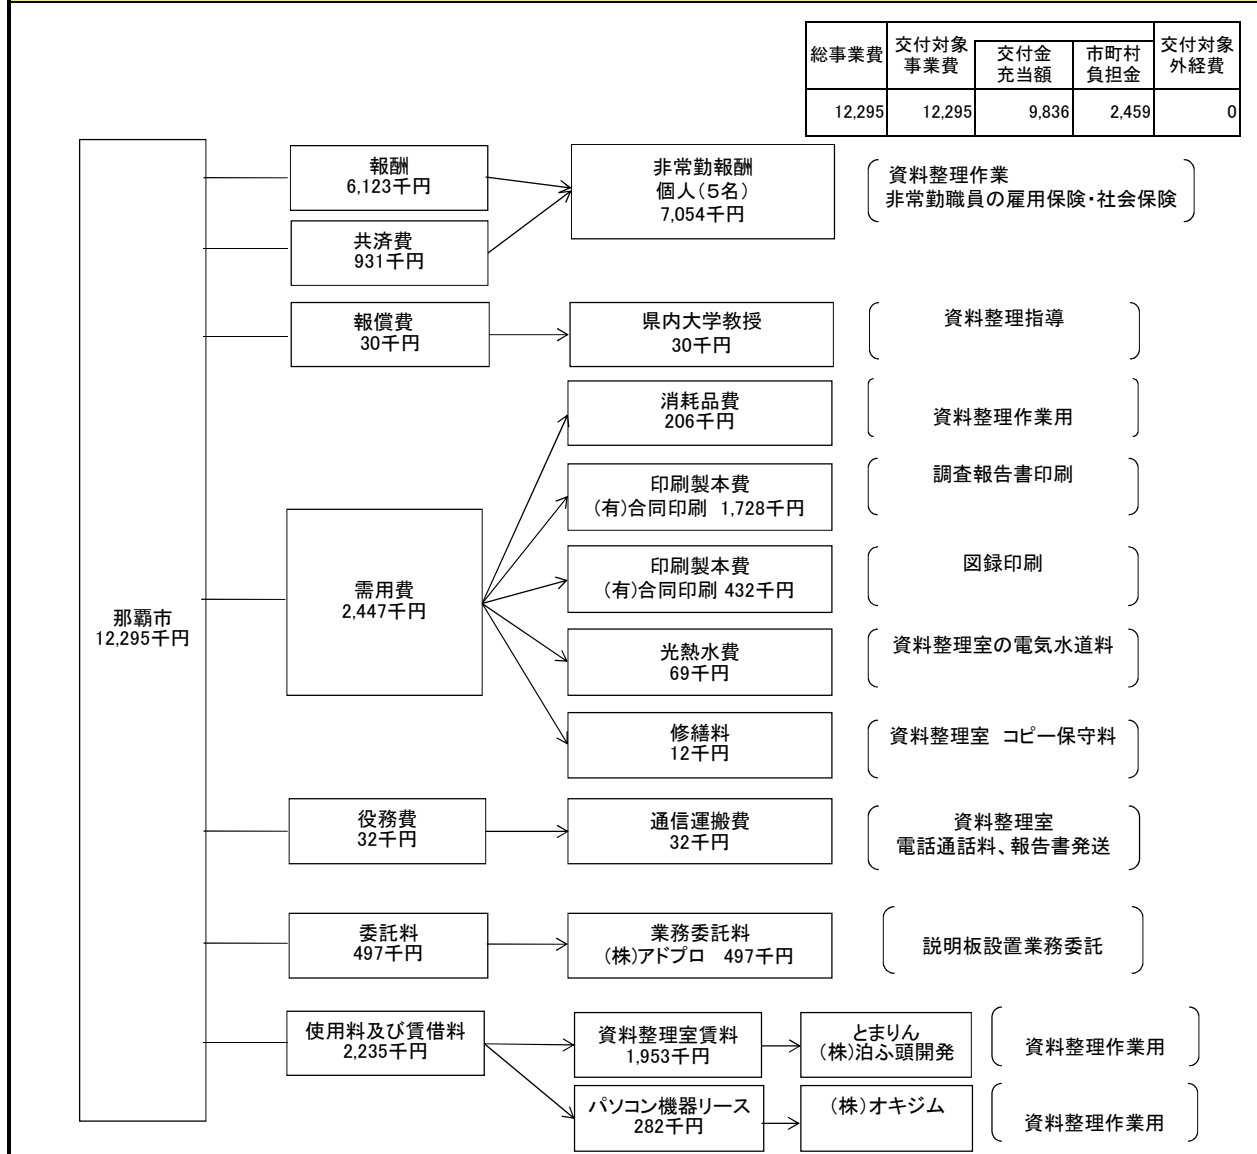 総事業費 交付対象事業費 交付金充当額 市町村負担金 交付対象外経費
12,295 12,295 9,836 2,459 0
那覇市
12,295千円
報酬
6,123千円
非常勤報酬
個人(5名)
7,054千円
資料整理作業
非常勤職員の雇用保険・社会保険
共済費
931千円
報償費
30千円
県内大学教授
30千円
資料整理指導
需用費
2,447千円
消耗品費
206千円
資料整理作業用
印刷製本費
(有)合同印刷 1,728千円
調査報告書印刷
印刷製本費
(有)合同印刷 432千円
図録印刷
光熱水費
69千円
資料整理室の電気水道料
修繕料
12千円
資料整理室 コピー保守料
役務費
32千円
通信運搬費
32千円
資料整理室
電話通話料、報告書発送
委託料
497千円
業務委託料
(株)アドプロ 497千円
説明板設置業務委託
使用料及び賃借料
2,235千円
資料整理室賃料
1,953千円
とまりん
(株)泊ふ頭開発
資料整理作業用
パソコン機器リース
282千円
(株)オキジム
資料整理作業用